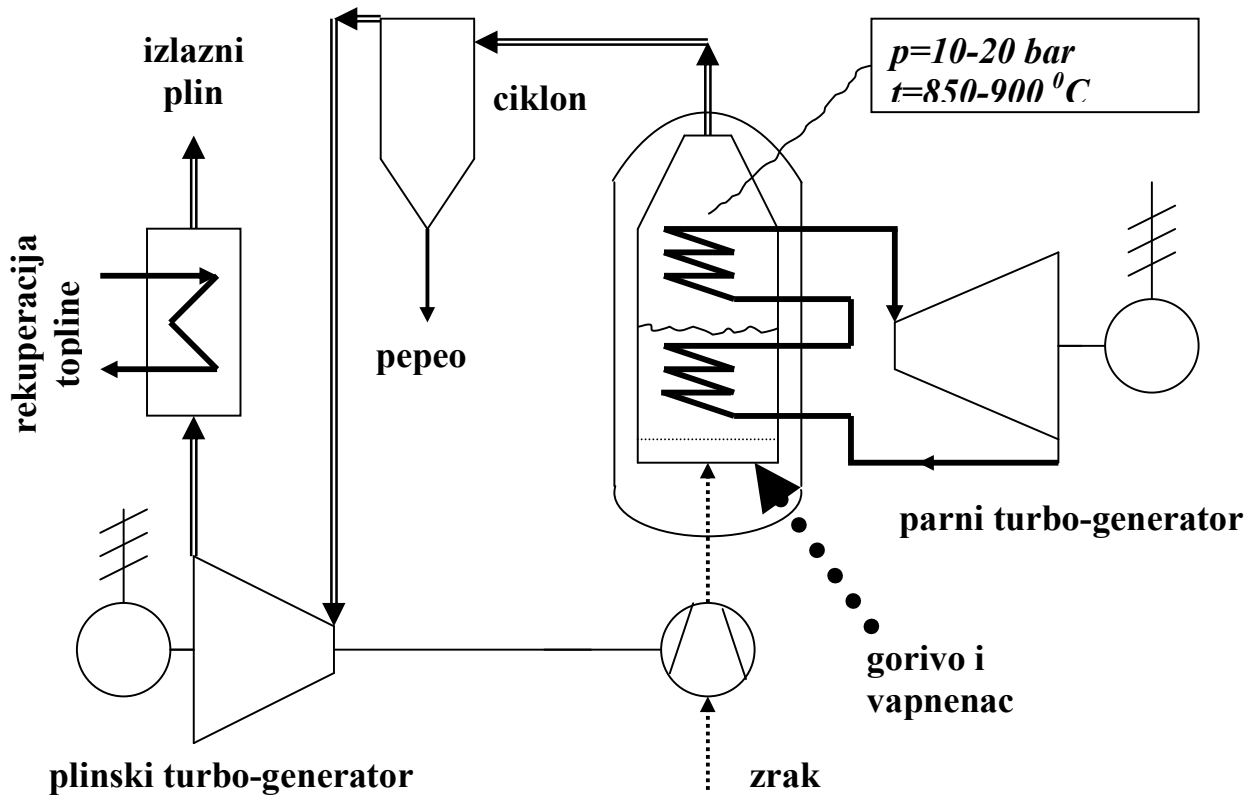 izlazni
plin
ciklon
p=10-20 bar
t=850-900 ⁰C
rekuperacija
topline
pepeo
parni turbo-generator
gorivo i
vapnenac
plinski turbo-generator
zrak